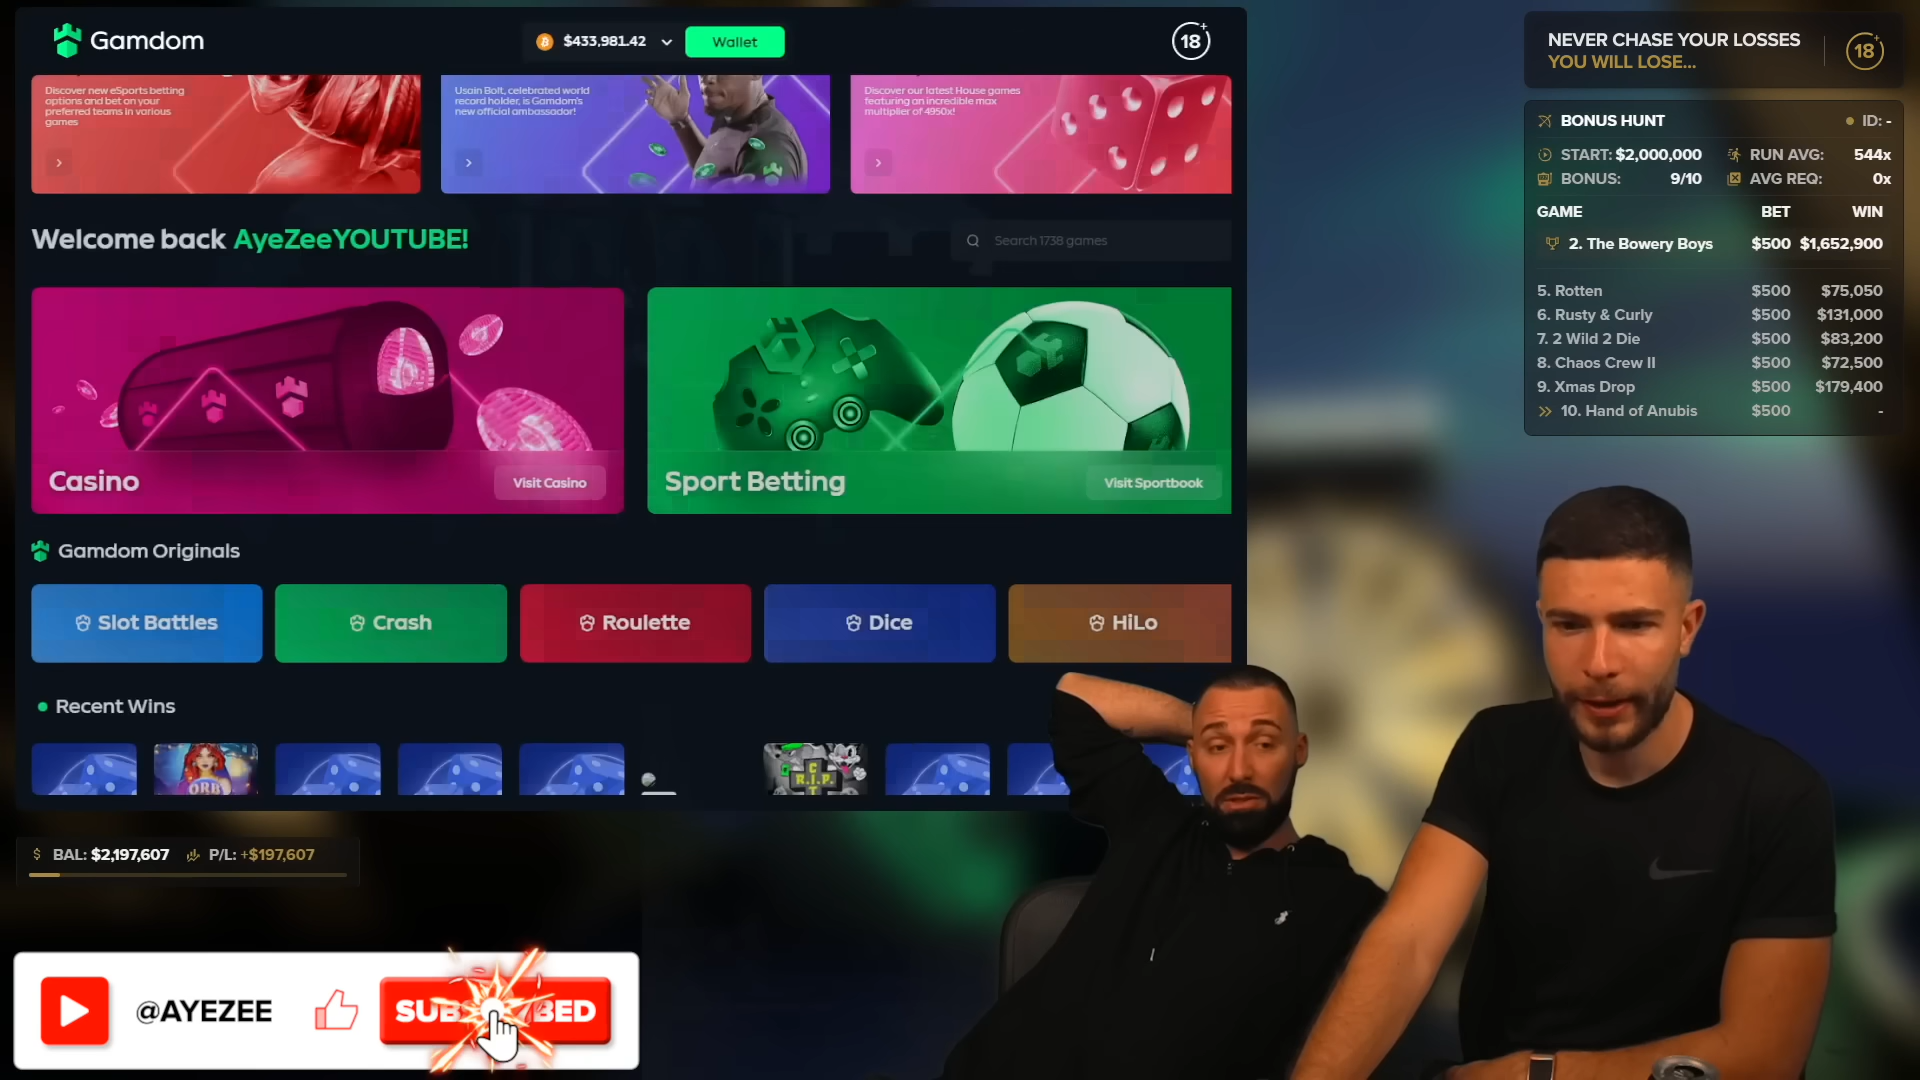 Gamdom
$433,981.42
Wallet
18+
Discover new eSports betting
options and bet on your
preferred teams in various
games
Usain Bolt, celebrated world
record holder, is Gamdom's
new official ambassador!
Discover our latest House games
featuring an incredible max
multiplier of 4950x!
Welcome back AyeZeeYOUTUBE!
Search 1738 games
Casino
Visit Casino
Sport Betting
Visit Sportbook
Gamdom Originals
Slot Battles
Crash
Roulette
Dice
HiLo
Recent Wins
ORB
R.I.P.
BAL: $2,197,607 P/L: +$197,607
@AYEZEE
NEVER CHASE YOUR LOSSES
YOU WILL LOSE...
18+
BONUS HUNT ID: -
START: $2,000,000 RUN AVG: 544x
BONUS: 9/10 AVG REQ: 0x
GAME BET WIN
2. The Bowery Boys $500 $1,652,900
5. Rotten $500 $75,050
6. Rusty & Curly $500 $131,000
7. 2 Wild 2 Die $500 $83,200
8. Chaos Crew II $500 $72,500
9. Xmas Drop $500 $179,400
10. Hand of Anubis $500 -